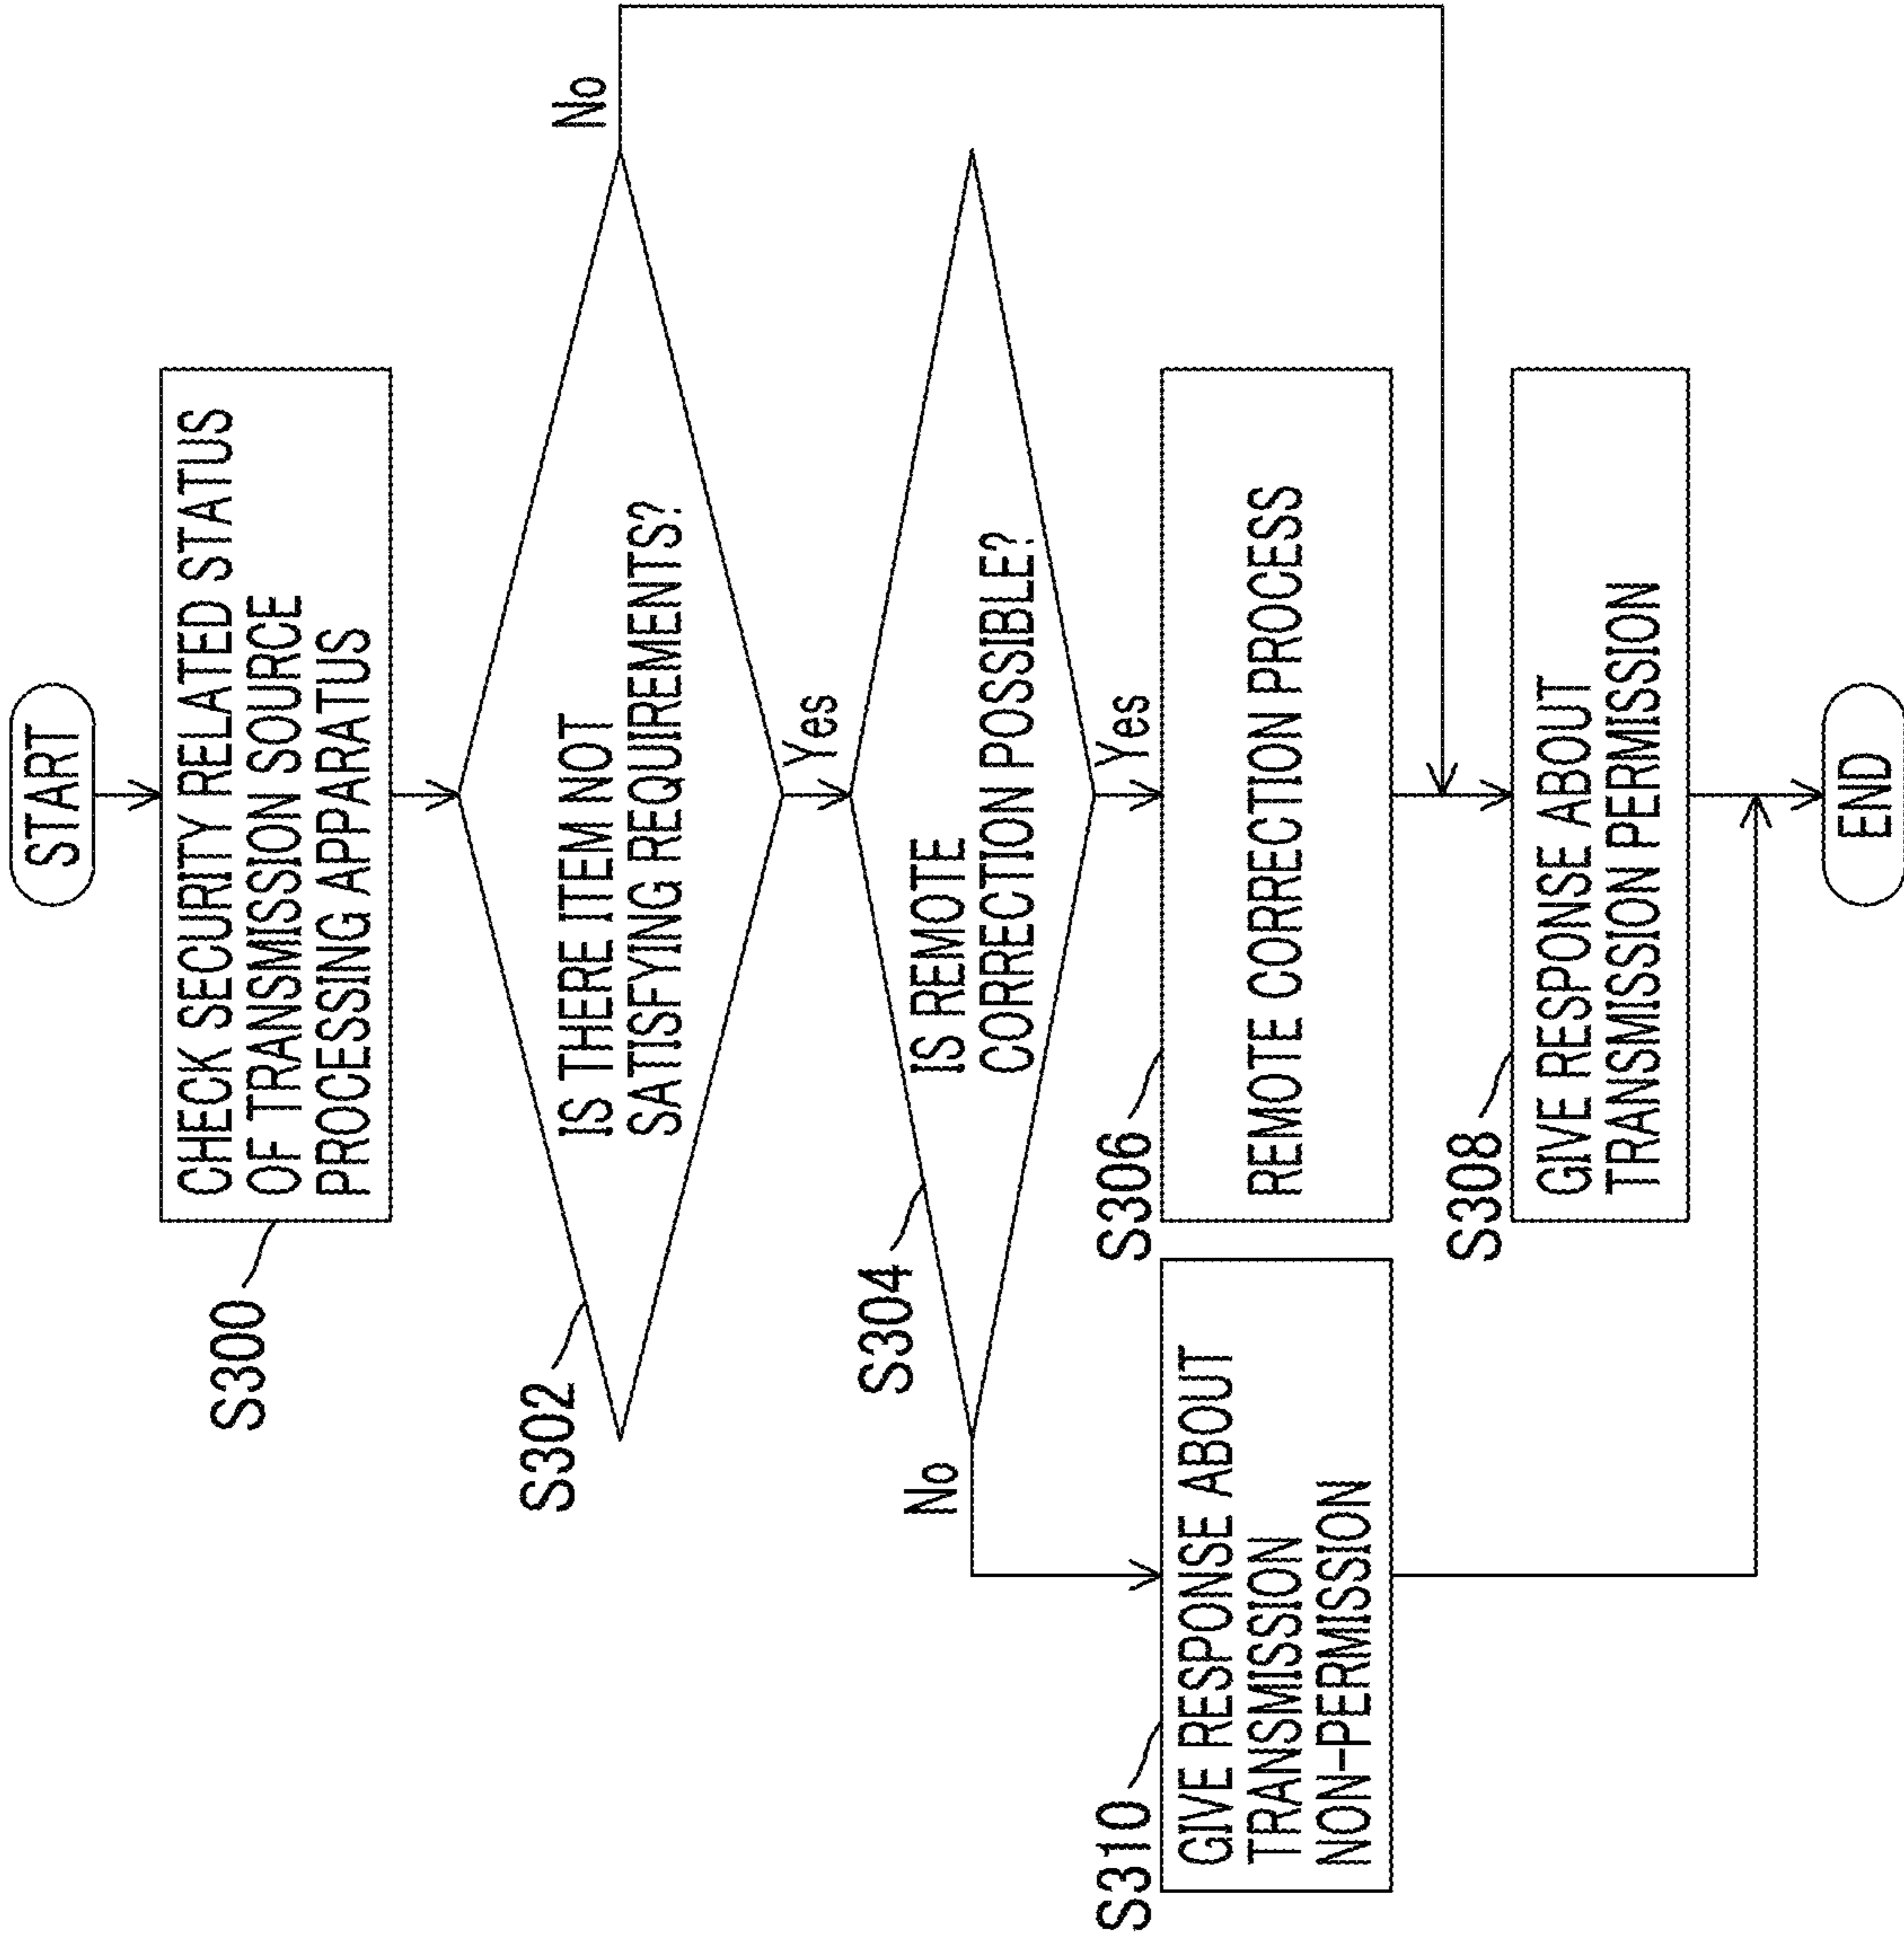 START
S300
CHECK SECURITY RELATED STATUS
OF TRANSMISSION SOURCE
PROCESSING APPARATUS
S302
IS THERE ITEM NOT
SATISFYING REQUIREMENTS?
No
Yes
S304
IS REMOTE
CORRECTION POSSIBLE?
No
Yes
S310
GIVE RESPONSE ABOUT
TRANSMISSION
NON-PERMISSION
S306
REMOTE CORRECTION PROCESS
S308
GIVE RESPONSE ABOUT
TRANSMISSION PERMISSION
END